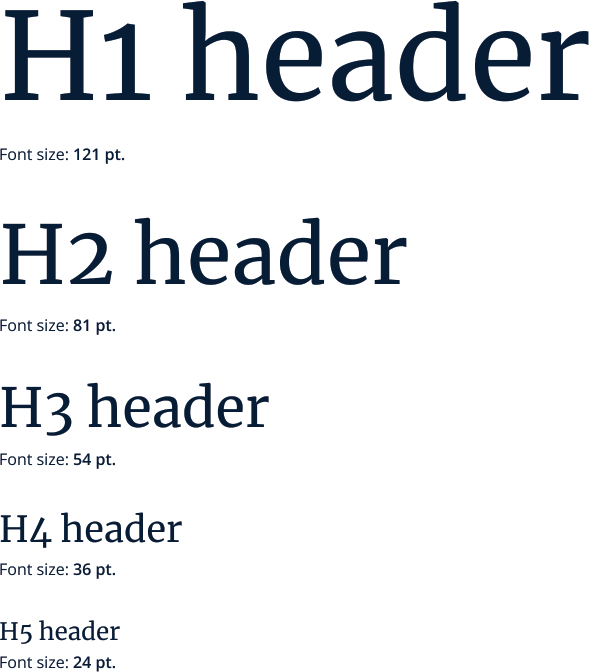 H1 header
Font size: 121 pt.
H2 header
Font size: 81 pt.
H3 header
Font size: 54 pt.
H4 header
Font size: 36 pt.
H5 header
Font size: 24 pt.